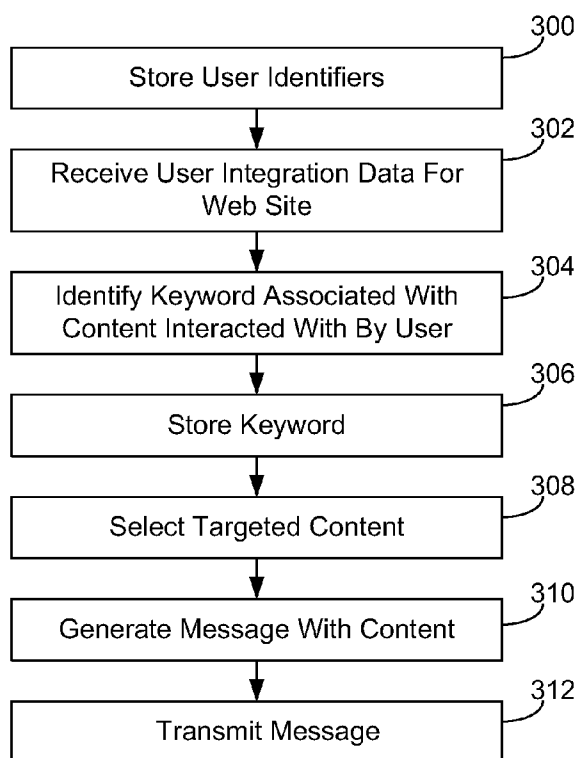 300
Store User Identifiers
302
Receive User Integration Data For
Web Site
304
Identify Keyword Associated With
Content Interacted With By User
306
Store Keyword
308
Select Targeted Content
310
Generate Message With Content
312
Transmit Message